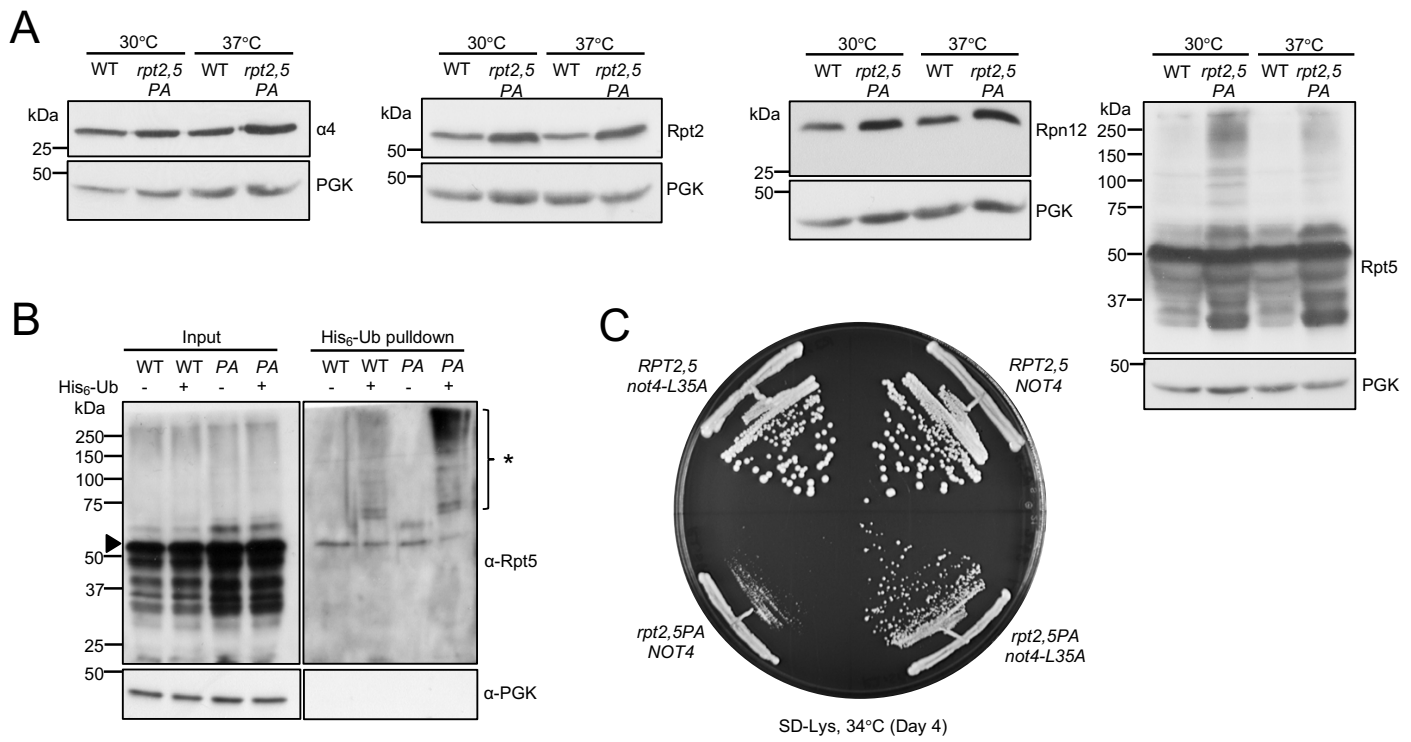 A
30°C 37°C
WT rpt2,5 PA WT rpt2,5 PA
kDa
25
α4
50
PGK
30°C 37°C
WT rpt2,5 PA WT rpt2,5 PA
kDa
50
Rpt2
50
PGK
30°C 37°C
WT rpt2,5 PA WT rpt2,5 PA
kDa
Rpn12
25
50
PGK
30°C 37°C
WT rpt2,5 PA WT rpt2,5 PA
kDa
250
150
100
75
50
Rpt5
37
50
PGK
B
Input His6-Ub pulldown
WT WT PA PA WT WT PA PA
His6-Ub - + - + - + - +
kDa
250
150
*
100
75
50
α-Rpt5
37
25
50
α-PGK
C
RPT2,5
not4-L35A
RPT2,5
NOT4
rpt2,5PA
NOT4
rpt2,5PA
not4-L35A
SD-Lys, 34°C (Day 4)